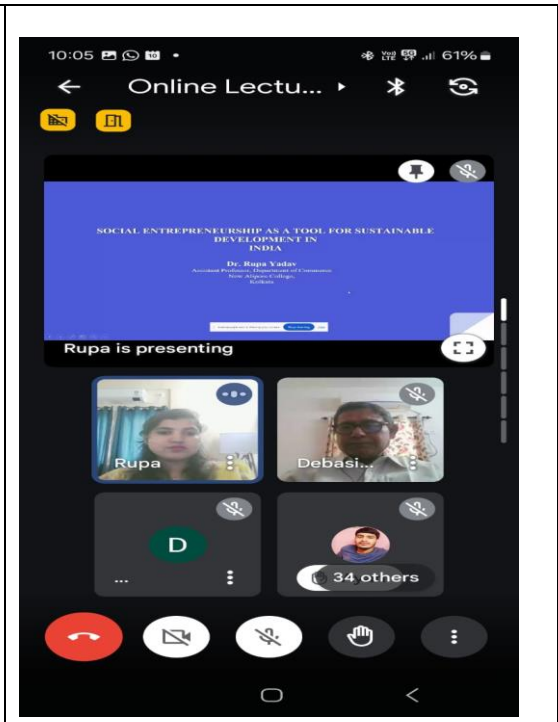 10:05
61%
Online Lectu...
SOCIAL ENTREPRENEURSHIP AS A TOOL FOR SUSTAINABLE
DEVELOPMENT IN
INDIA
Dr. Rupa Yadav
Assistant Professor, Department of Commerce
New Alipore College,
Kolkata
Rupa is presenting
Rupa
Debasi...
D
...
34 others